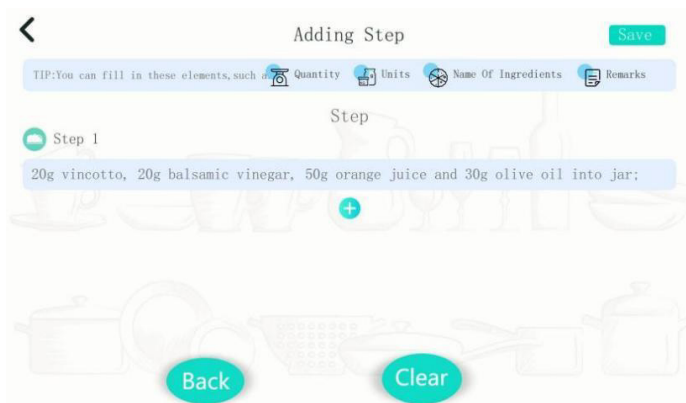 Adding Step
Save
TIP:You can fill in these elements,such a
Quantity
Units
Name Of Ingredients
Remarks
Step
Step 1
20g vincotto, 20g balsamic vinegar, 50g orange juice and 30g olive oil into jar;
Back
Clear